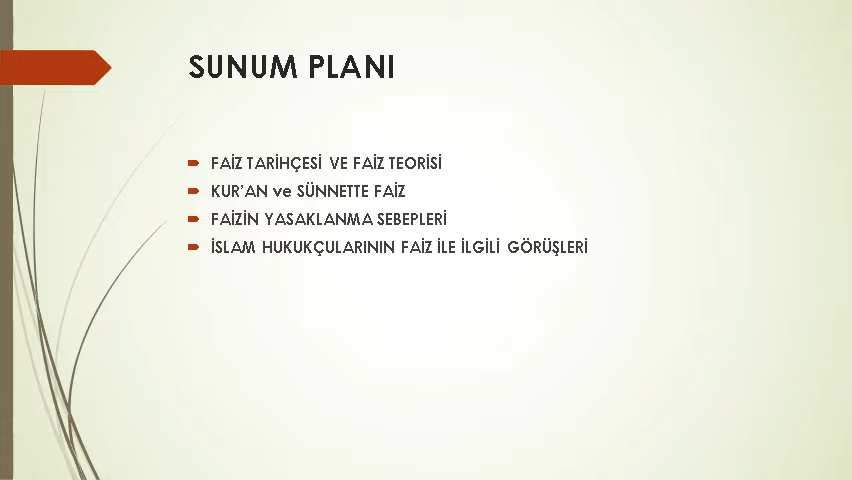 SUNUM PLANI
FAİZ TARİHÇESİ VE FAİZ TEORİSİ
KUR'AN ve SÜNNETTE FAİZ
FAİZİN YASAKLANMA SEBEPLERİ
İSLAM HUKUKÇULARININ FAİZ İLE İLGİLİ GÖRÜŞLERİ